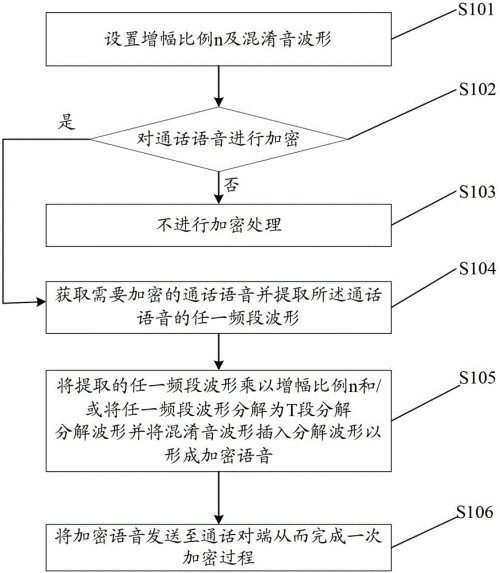 S101
设置增幅比例n及混淆音波形
S102
是
对通话语音进行加密
否
S103
不进行加密处理
S104
获取需要加密的通话语音并提取所述通话
语音的任一频段波形
S105
将提取的任一频段波形乘以增幅比例n和/
或将任一频段波形分解为T段分解
分解波形并将混淆音波形插入分解波形以
形成加密语音
S106
将加密语音发送至通话对端从而完成一次
加密过程